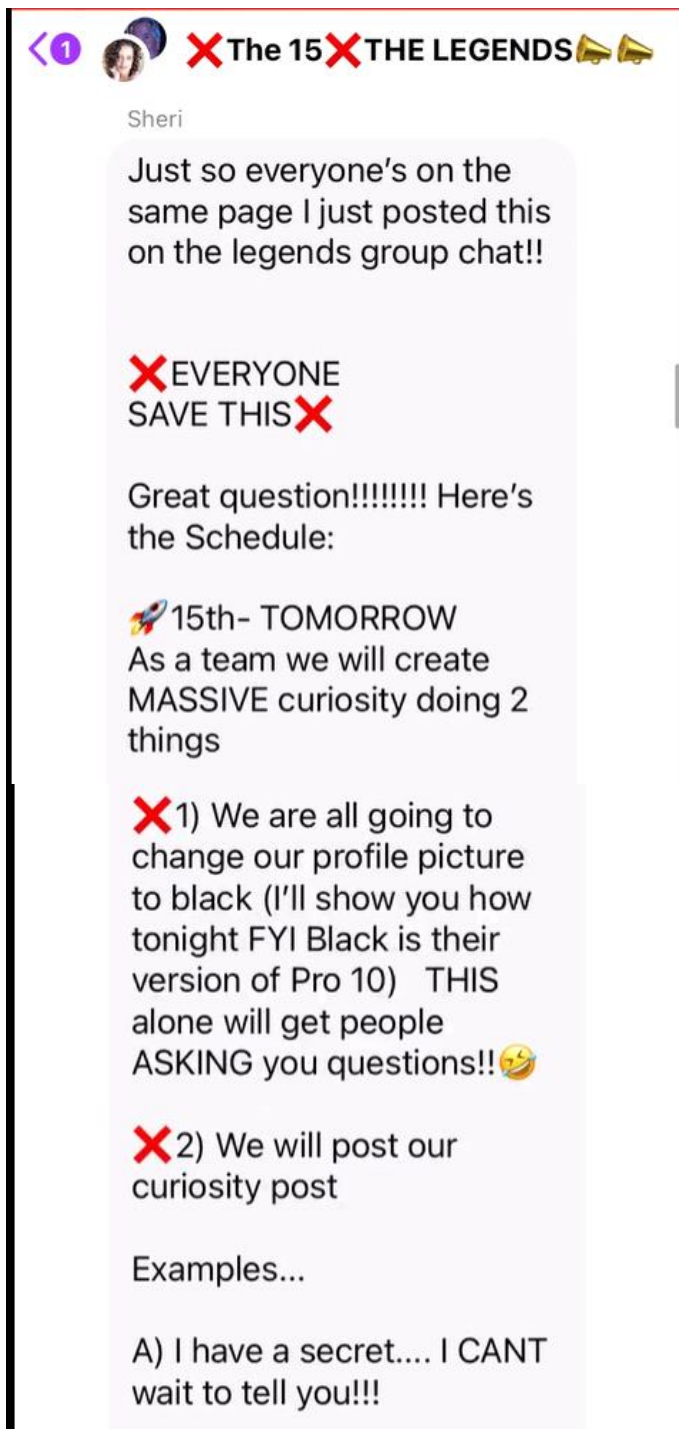 1
❌The 15❌THE LEGENDS📣📣
Sheri
Just so everyone's on the
same page I just posted this
on the legends group chat!!
❌EVERYONE
SAVE THIS❌
Great question!!!!!!!! Here's
the Schedule:
🚀15th- TOMORROW
As a team we will create
MASSIVE curiosity doing 2
things
❌1) We are all going to
change our profile picture
to black (I'll show you how
tonight FYI Black is their
version of Pro 10)   THIS
alone will get people
ASKING you questions!!🤣
❌2) We will post our
curiosity post
Examples...
A) I have a secret.... I CANT
wait to tell you!!!